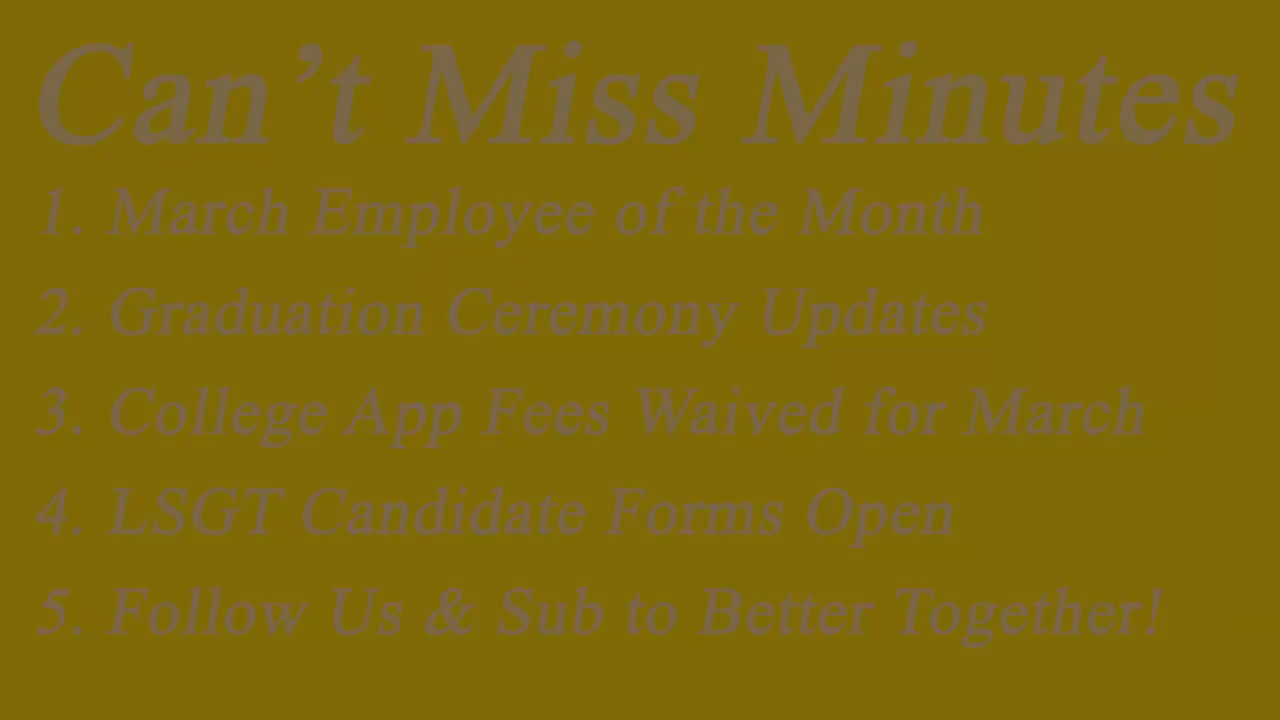 Can’t Miss Minutes
1. March Employee of the Month
2. Graduation Ceremony Updates
3. College App Fees Waived for March
4. LSGT Candidate Forms Open
5. Follow Us & Sub to Better Together!